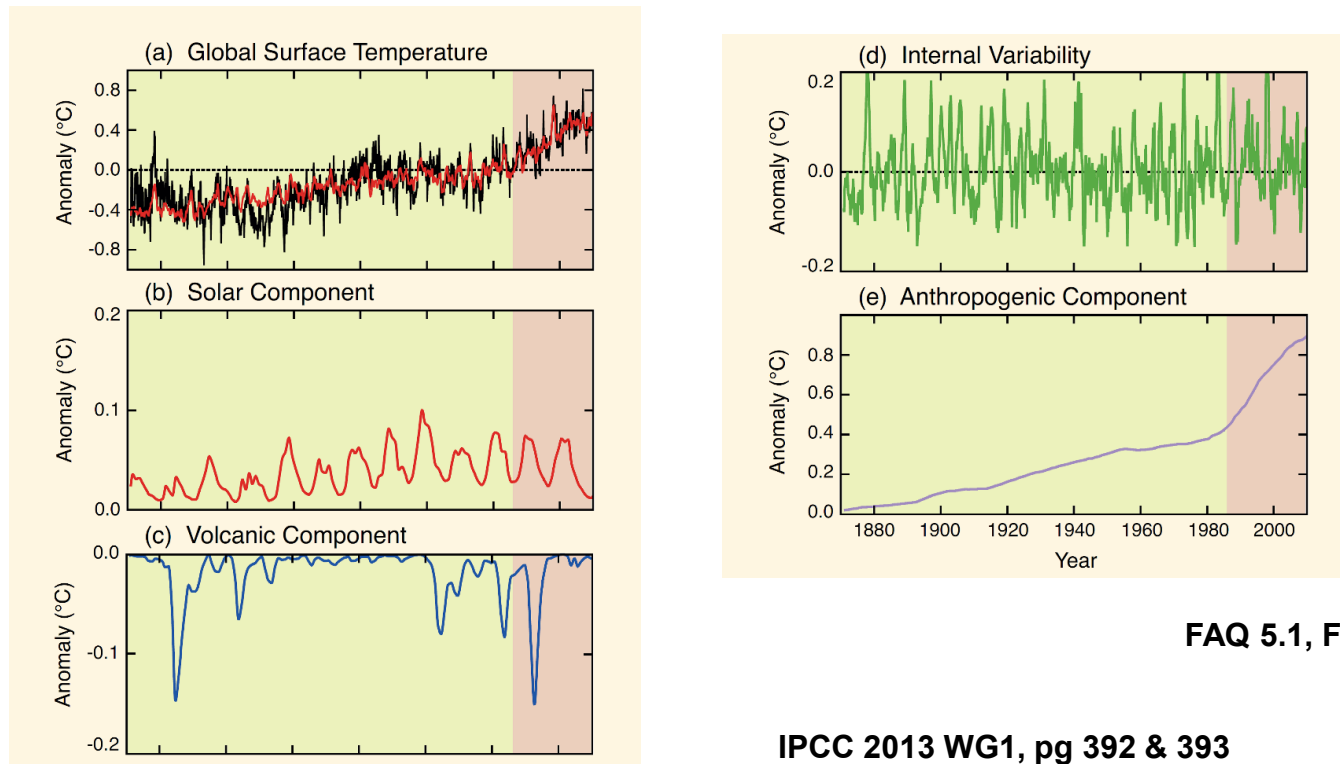 (a) Global Surface Temperature
Anomaly (°C)
0.8
0.4
0.0
-0.4
-0.8
(b) Solar Component
Anomaly (°C)
0.2
0.1
0.0
(c) Volcanic Component
Anomaly (°C)
0.0
-0.1
-0.2
(d) Internal Variability
Anomaly (°C)
0.2
0.0
-0.2
(e) Anthropogenic Component
Anomaly (°C)
0.8
0.6
0.4
0.2
0.0
1880 1900 1920 1940 1960 1980 2000
Year
FAQ 5.1, F
IPCC 2013 WG1, pg 392 & 393